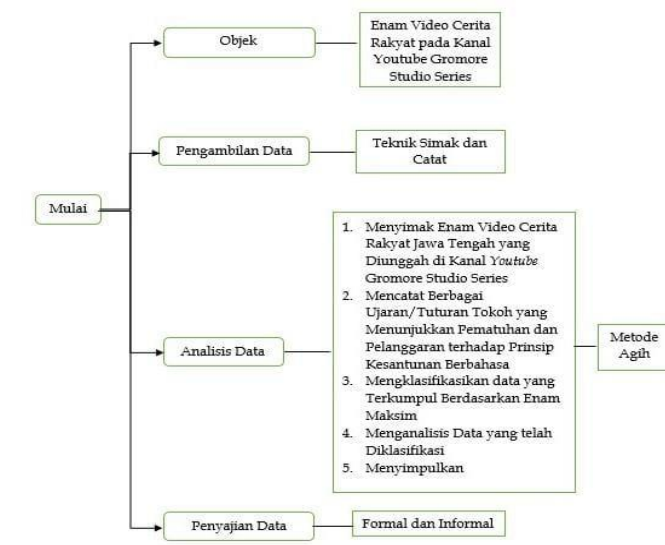 Objek
Enam Video Cerita
Rakyat pada Kanal
Youtube Gromore
Studio Series
Pengambilan Data
Teknik Simak dan
Catat
Mulai
Analisis Data
1. Menyimak Enam Video Cerita
Rakyat Jawa Tengah yang
Diunggah di Kanal Youtube
Gromore Studio Series
2. Mencatat Berbagai
Ujaran/Tuturan Tokoh yang
Menunjukkan Pematuhan dan
Pelanggaran terhadap Prinsip
Kesantunan Berbahasa
3. Mengklasifikasikan data yang
Terkumpul Berdasarkan Enam
Maksim
4. Menganalisis Data yang telah
Diklasifikasi
5. Menyimpulkan
Metode
Agih
Penyajian Data
Formal dan Informal